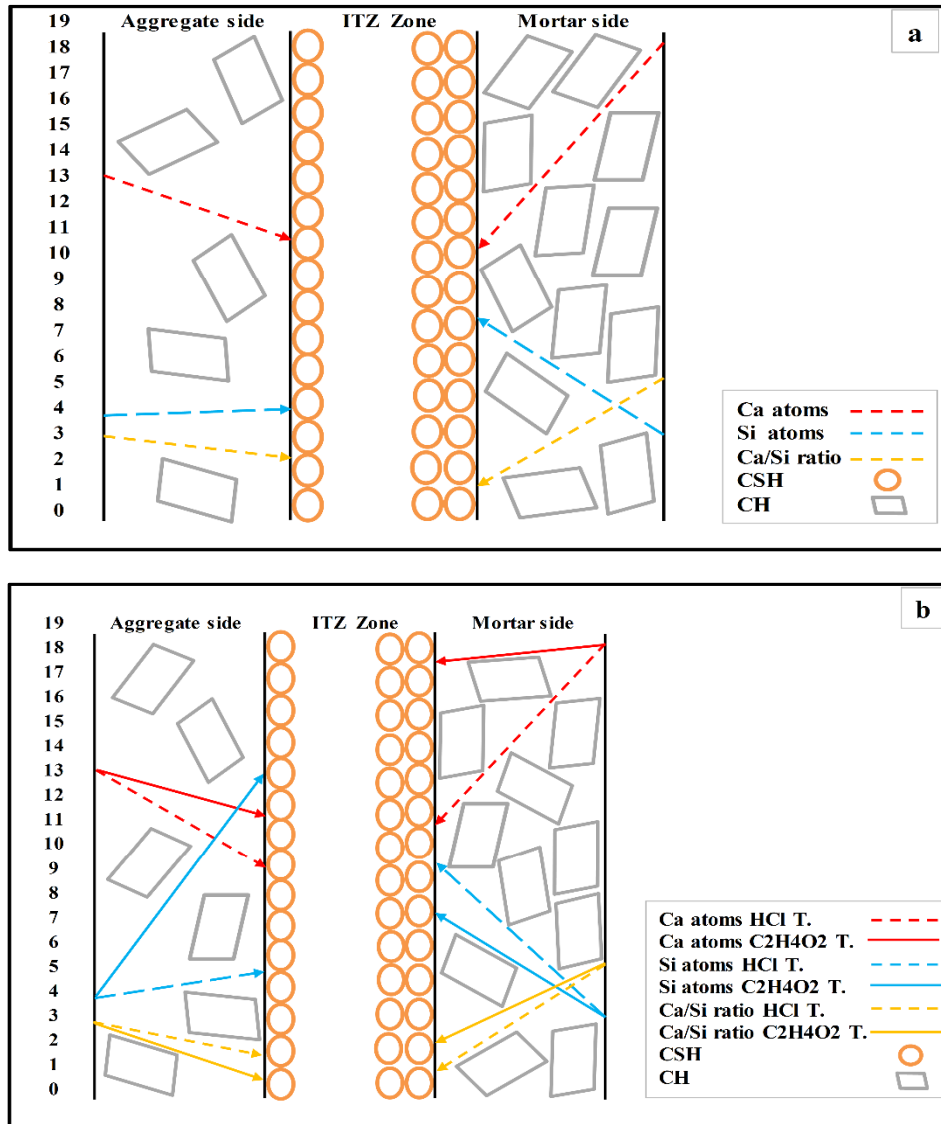 a
19 Aggregate side ITZ Zone Mortar side
18
17
16
15
14
13
12
11
10
9
8
7
6
5
4
3
2
1
0
Ca atoms
Si atoms
Ca/Si ratio
CSH
CH
b
19 Aggregate side ITZ Zone Mortar side
18
17
16
15
14
13
12
11
10
9
8
7
6
5
4
3
2
1
0
Ca atoms HCl T.
Ca atoms C2H4O2 T.
Si atoms HCl T.
Si atoms C2H4O2 T.
Ca/Si ratio HCl T.
Ca/Si ratio C2H4O2 T.
CSH
CH